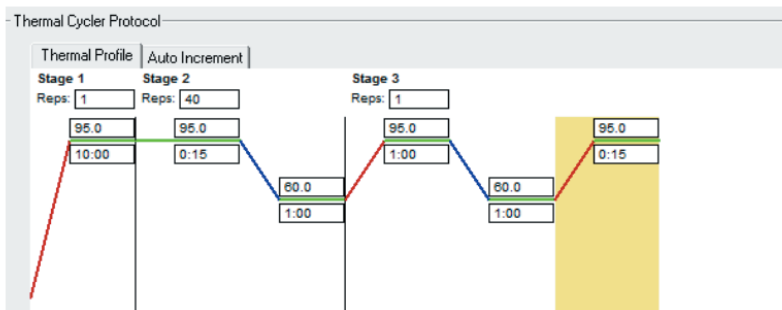 Thermal Cycler Protocol
Thermal Profile Auto Increment
Stage 1 Stage 2 Stage 3
Reps: 1 Reps: 40 Reps: 1
95.0 95.0 95.0 95.0
10:00 0:15 1:00 0:15
60.0 60.0
1:00 1:00